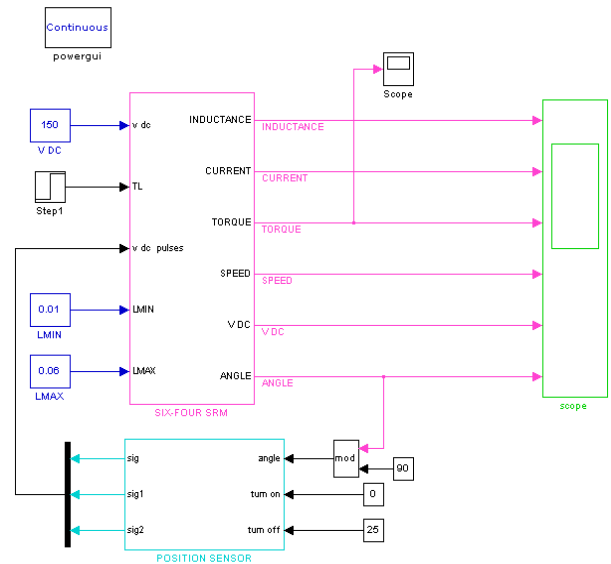 Continuous
powergui
Scope
150
V DC
Step1
0.01
LMIN
0.06
LMAX
v dc
TL
v dc pulses
LMIN
LMAX
INDUCTANCE
CURRENT
TORQUE
SPEED
V DC
ANGLE
SIX-FOUR SRM
INDUCTANCE
CURRENT
TORQUE
SPEED
V DC
ANGLE
scope
sig
sig1
sig2
angle
turn on
turn off
POSITION SENSOR
mod
90
0
25